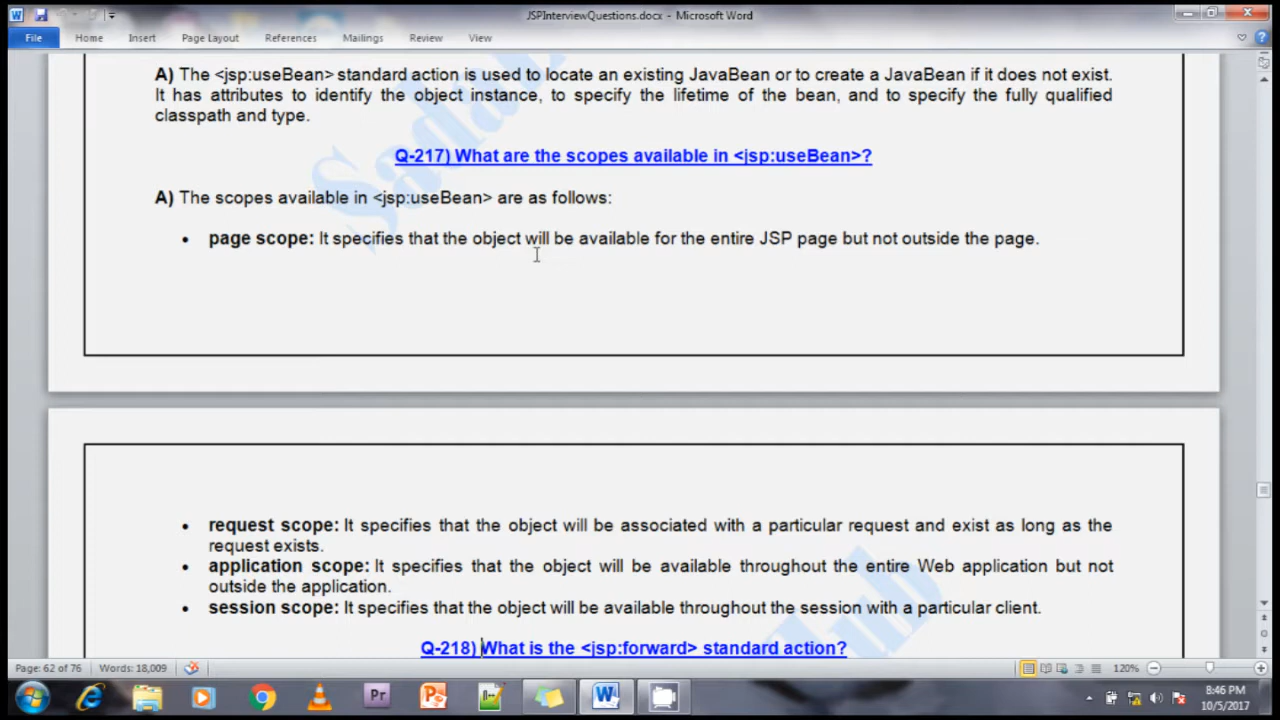 JSPInterviewQuestions.docx - Microsoft Word
File Home Insert Page Layout References Mailings Review View
A) The <jsp:useBean> standard action is used to locate an existing JavaBean or to create a JavaBean if it does not exist.
It has attributes to identify the object instance, to specify the lifetime of the bean, and to specify the fully qualified
classpath and type.
Q-217) What are the scopes available in <jsp:useBean>?
A) The scopes available in <jsp:useBean> are as follows:
• page scope: It specifies that the object will be available for the entire JSP page but not outside the page.
• request scope: It specifies that the object will be associated with a particular request and exist as long as the
request exists.
• application scope: It specifies that the object will be available throughout the entire Web application but not
outside the application.
• session scope: It specifies that the object will be available throughout the session with a particular client.
Q-218) What is the <jsp:forward> standard action?
Page: 62 of 76 Words: 18,009 120%
Pr
8:46 PM
10/5/2017